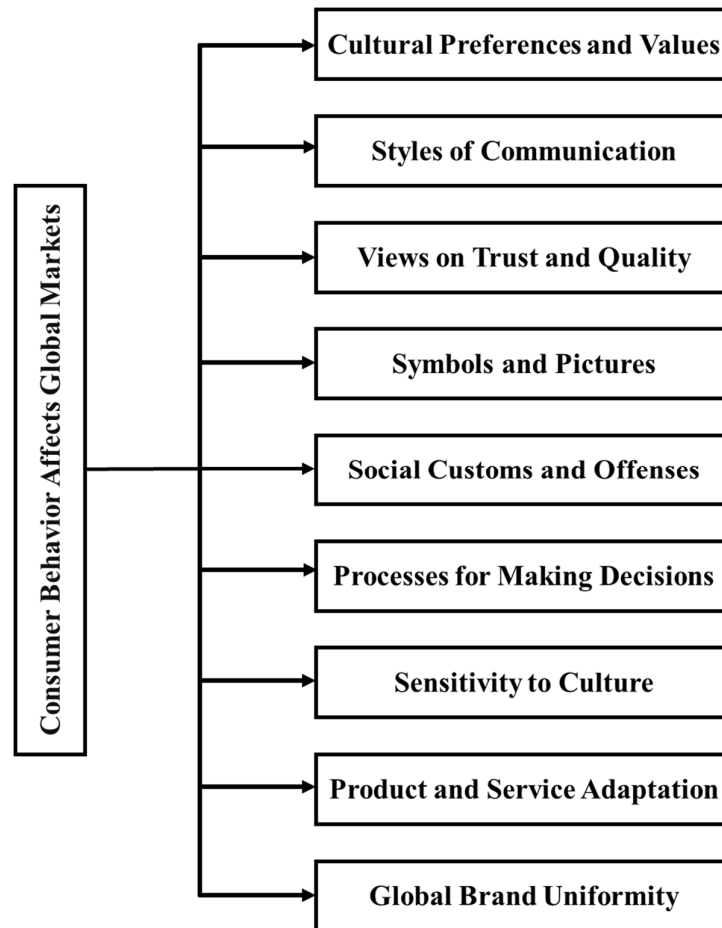 Cultural Preferences and Values
Styles of Communication
Views on Trust and Quality
Symbols and Pictures
Consumer Behavior Affects Global Markets
Social Customs and Offenses
Processes for Making Decisions
Sensitivity to Culture
Product and Service Adaptation
Global Brand Uniformity